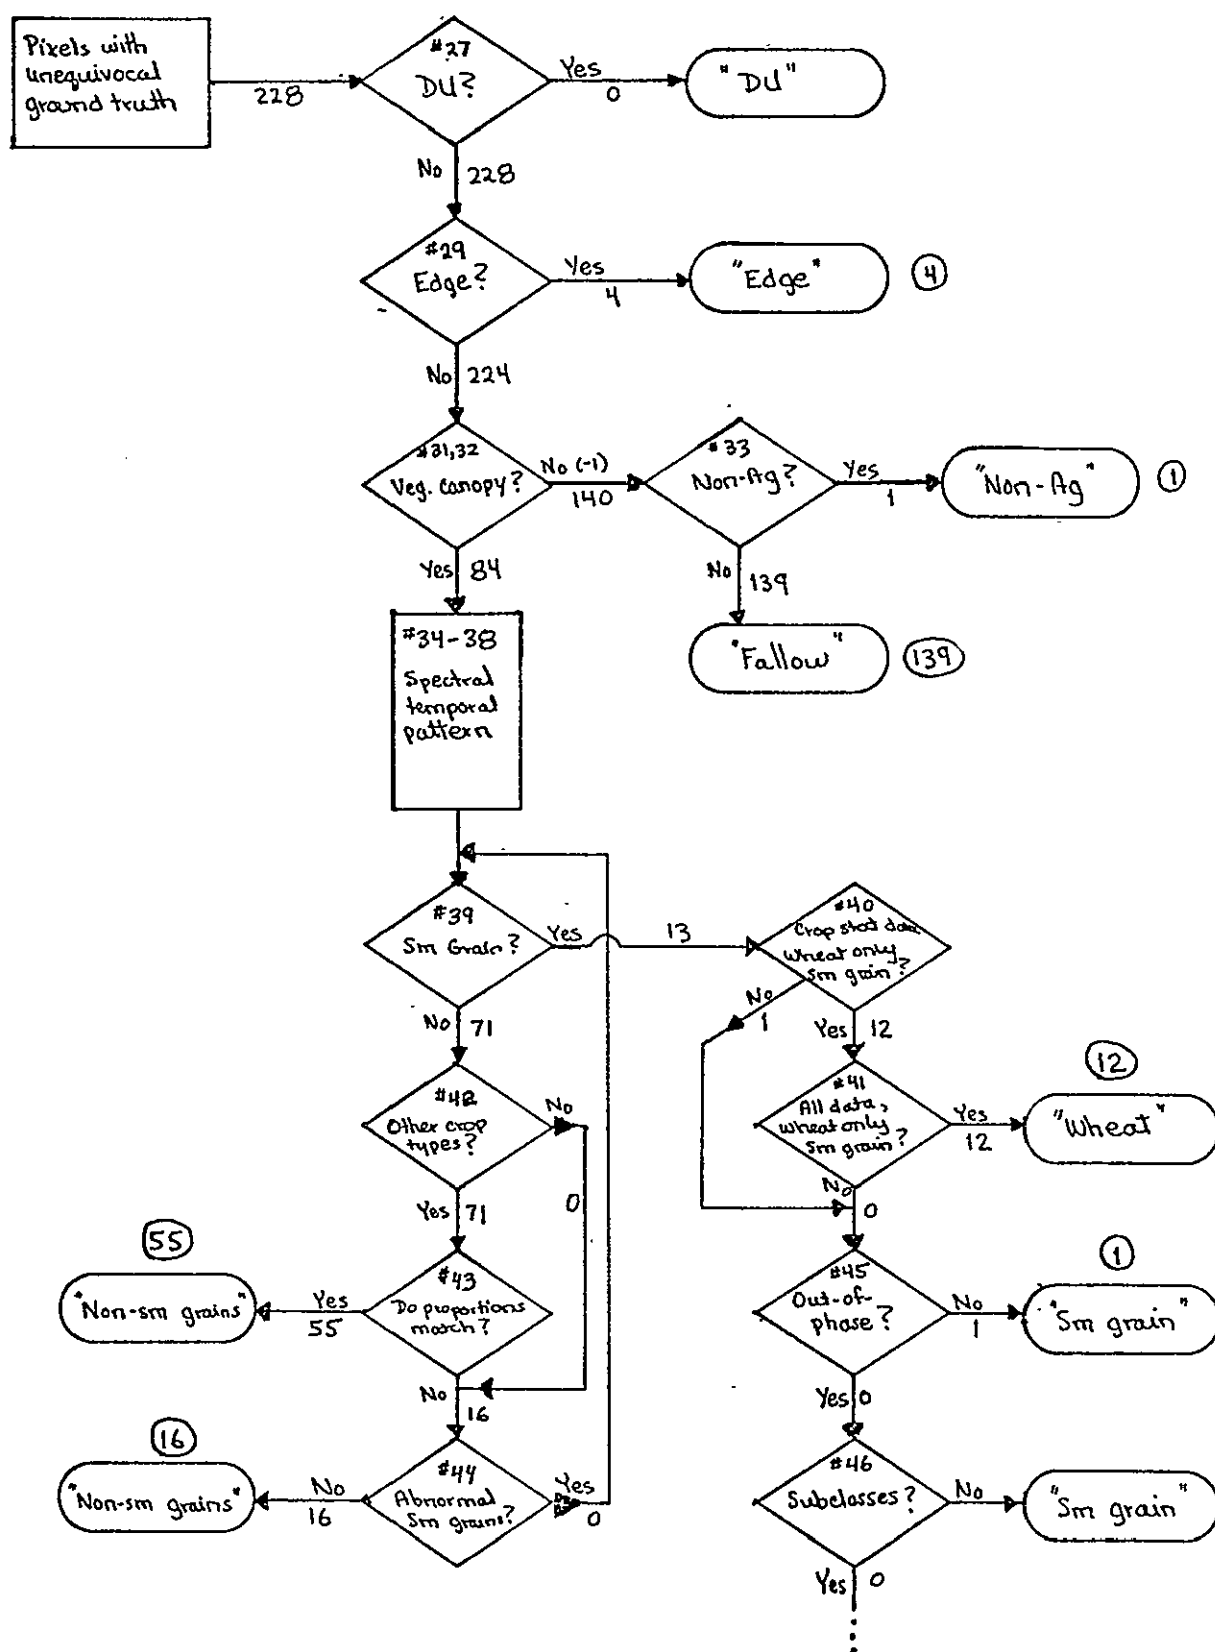 Pixels with
unequivocal
ground truth
228
#27
DU?
Yes
0
"DU"
No 228
#29
Edge?
Yes
4
"Edge"
4
No 224
#31,32
Veg. Canopy?
No (-1)
140
#33
Non-Ag?
Yes
1
"Non-Ag"
1
Yes 84
No 139
"Fallow"
139
#34-38
Spectral
temporal
pattern
#39
Sm Grain?
Yes
13
#40
Crop stat data
wheat only
sm grain?
No
1
Yes 12
No 71
#42
Other crop
types?
No
0
#41
All data,
wheat only
sm grain?
Yes
12
"Wheat"
12
No
0
Yes 71
55
"Non-sm grains"
Yes
55
#43
Do proportions
match?
#45
Out-of-
phase?
No
1
"Sm grain"
1
No
16
Yes 0
16
"Non-sm grains"
No
16
#44
Abnormal
Sm grains?
Yes
0
#46
Subclasses?
No
"Sm grain"
Yes 0